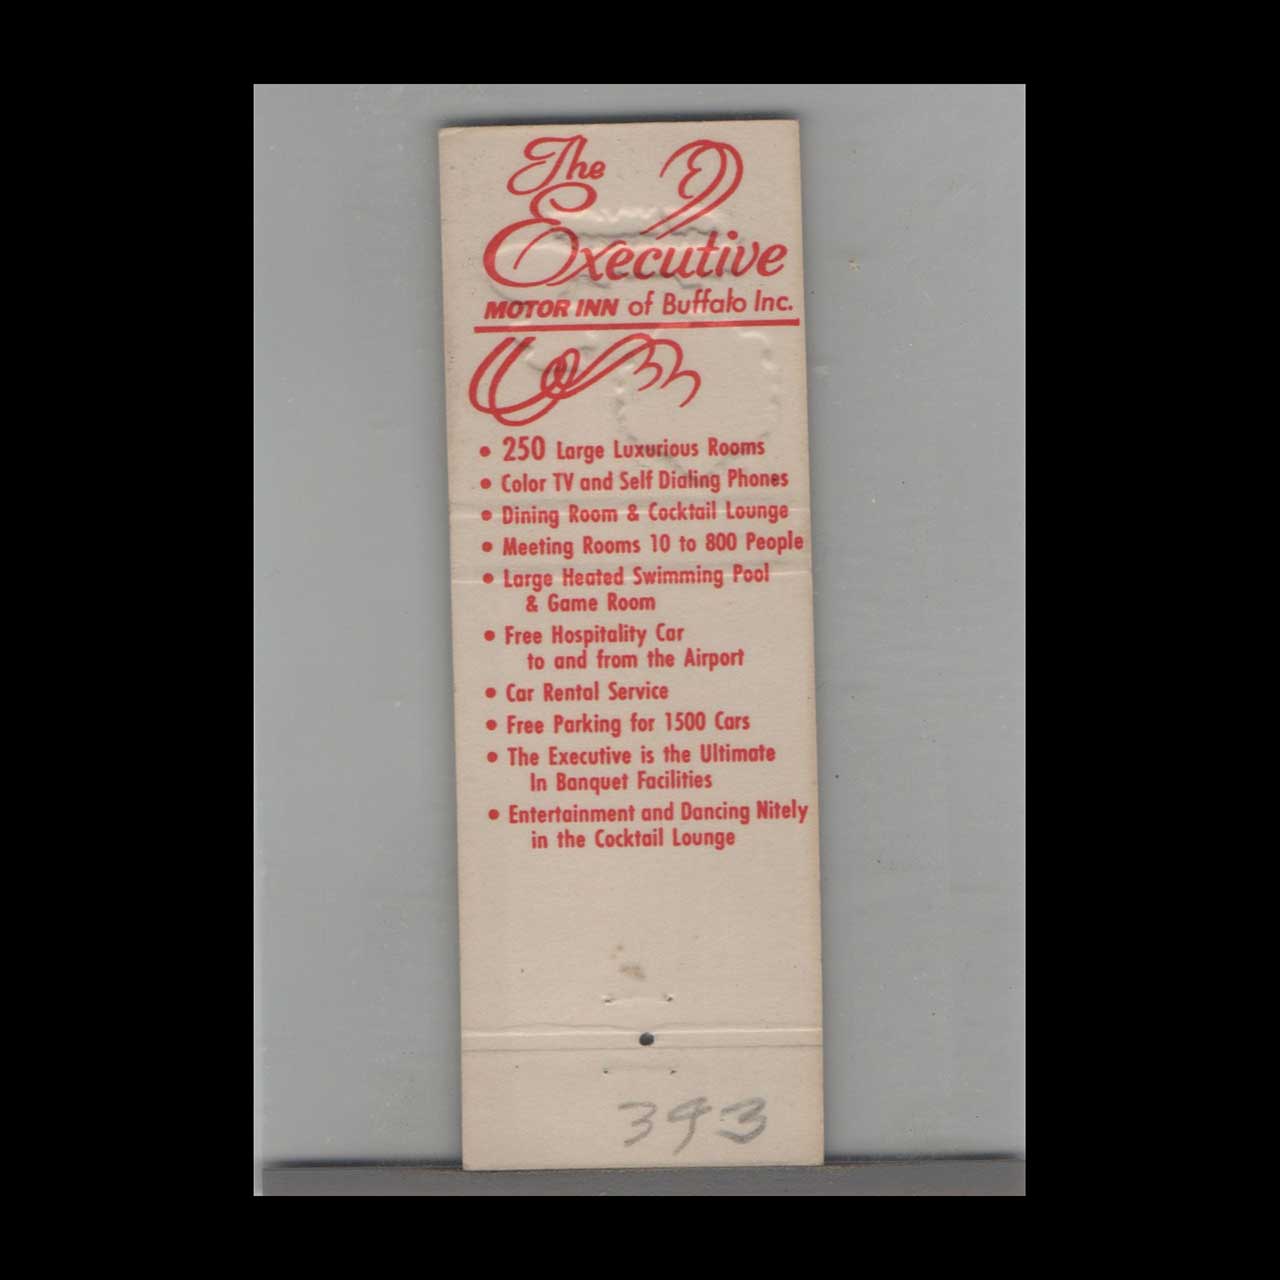 The
Executive
MOTOR INN of Buffalo Inc.
• 250 Large Luxurious Rooms
• Color TV and Self Dialing Phones
• Dining Room & Cocktail Lounge
• Meeting Rooms 10 to 800 People
• Large Heated Swimming Pool
& Game Room
• Free Hospitality Car
to and from the Airport
• Car Rental Service
• Free Parking for 1500 Cars
• The Executive is the Ultimate
In Banquet Facilities
• Entertainment and Dancing Nitely
in the Cocktail Lounge
393